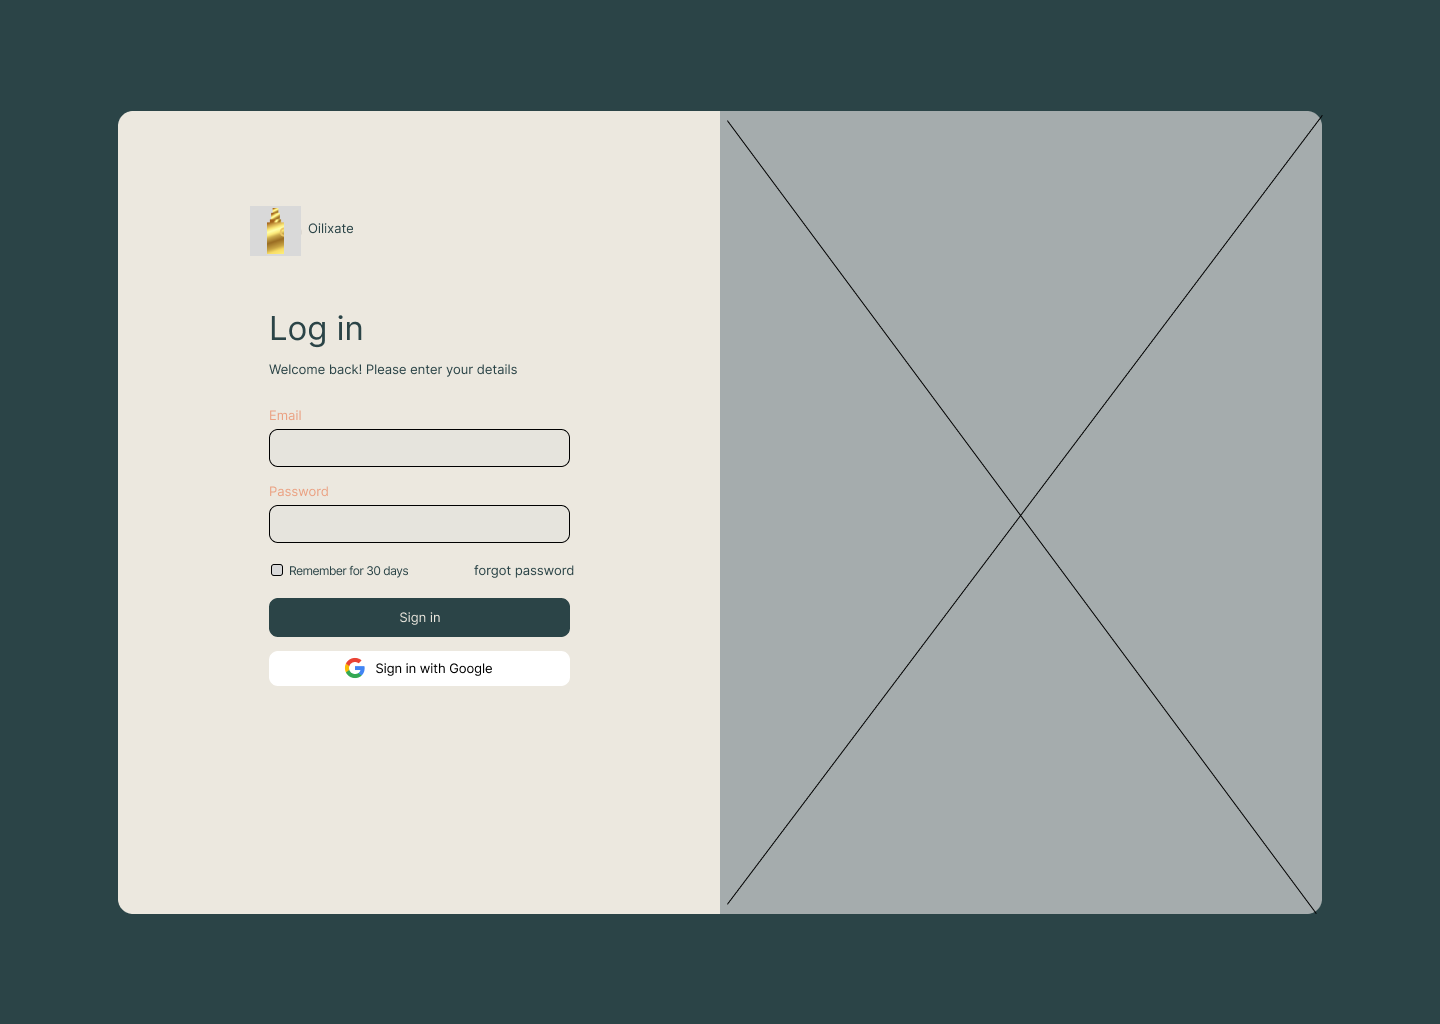 Oilixate
Log in
Welcome back! Please enter your details
Email
Password
Remember for 30 days
forgot password
Sign in
Sign in with Google